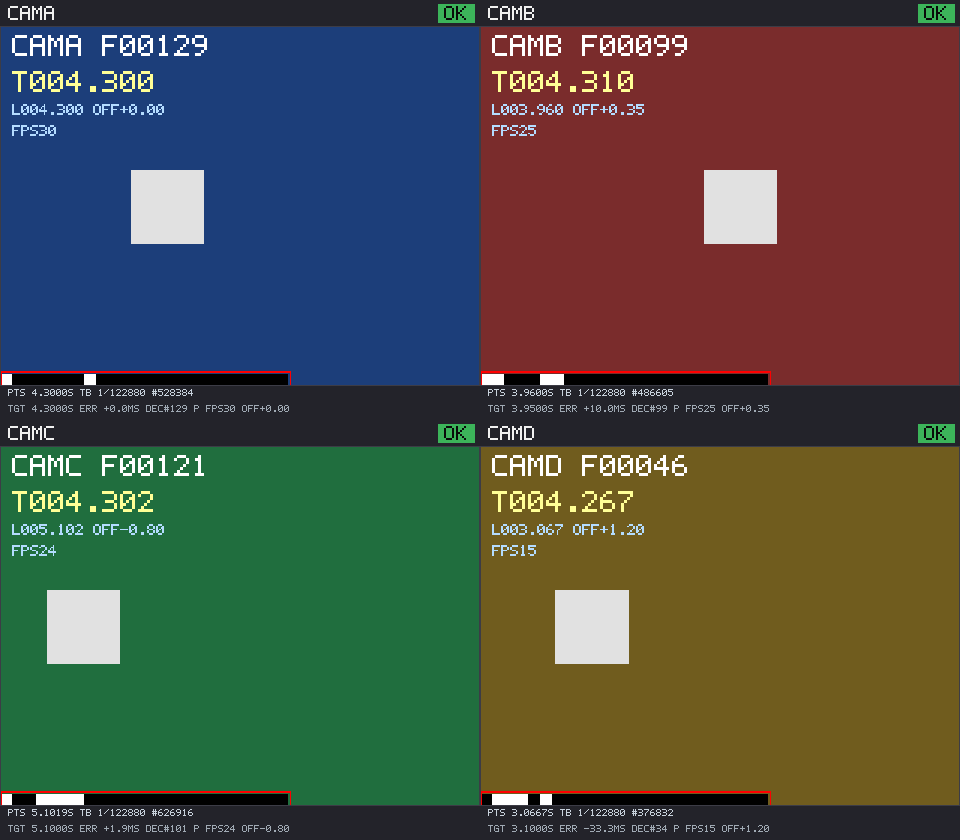 CAMA OK
CAMA F00129
T004.300
L004.300 OFF+0.00
FPS30
PTS 4.3000S TB 1/122880 #528384
TGT 4.3000S ERR +0.0MS DEC#129 P FPS30 OFF+0.00
CAMB OK
CAMB F00099
T004.310
L003.960 OFF+0.35
FPS25
PTS 3.9600S TB 1/122880 #486605
TGT 3.9500S ERR +10.0MS DEC#99 P FPS25 OFF+0.35
CAMC OK
CAMC F00121
T004.302
L005.102 OFF-0.80
FPS24
PTS 5.1019S TB 1/122880 #626916
TGT 5.1000S ERR +1.9MS DEC#101 P FPS24 OFF-0.80
CAMD OK
CAMD F00046
T004.267
L003.067 OFF+1.20
FPS15
PTS 3.0667S TB 1/122880 #376832
TGT 3.1000S ERR -33.3MS DEC#34 P FPS15 OFF+1.20